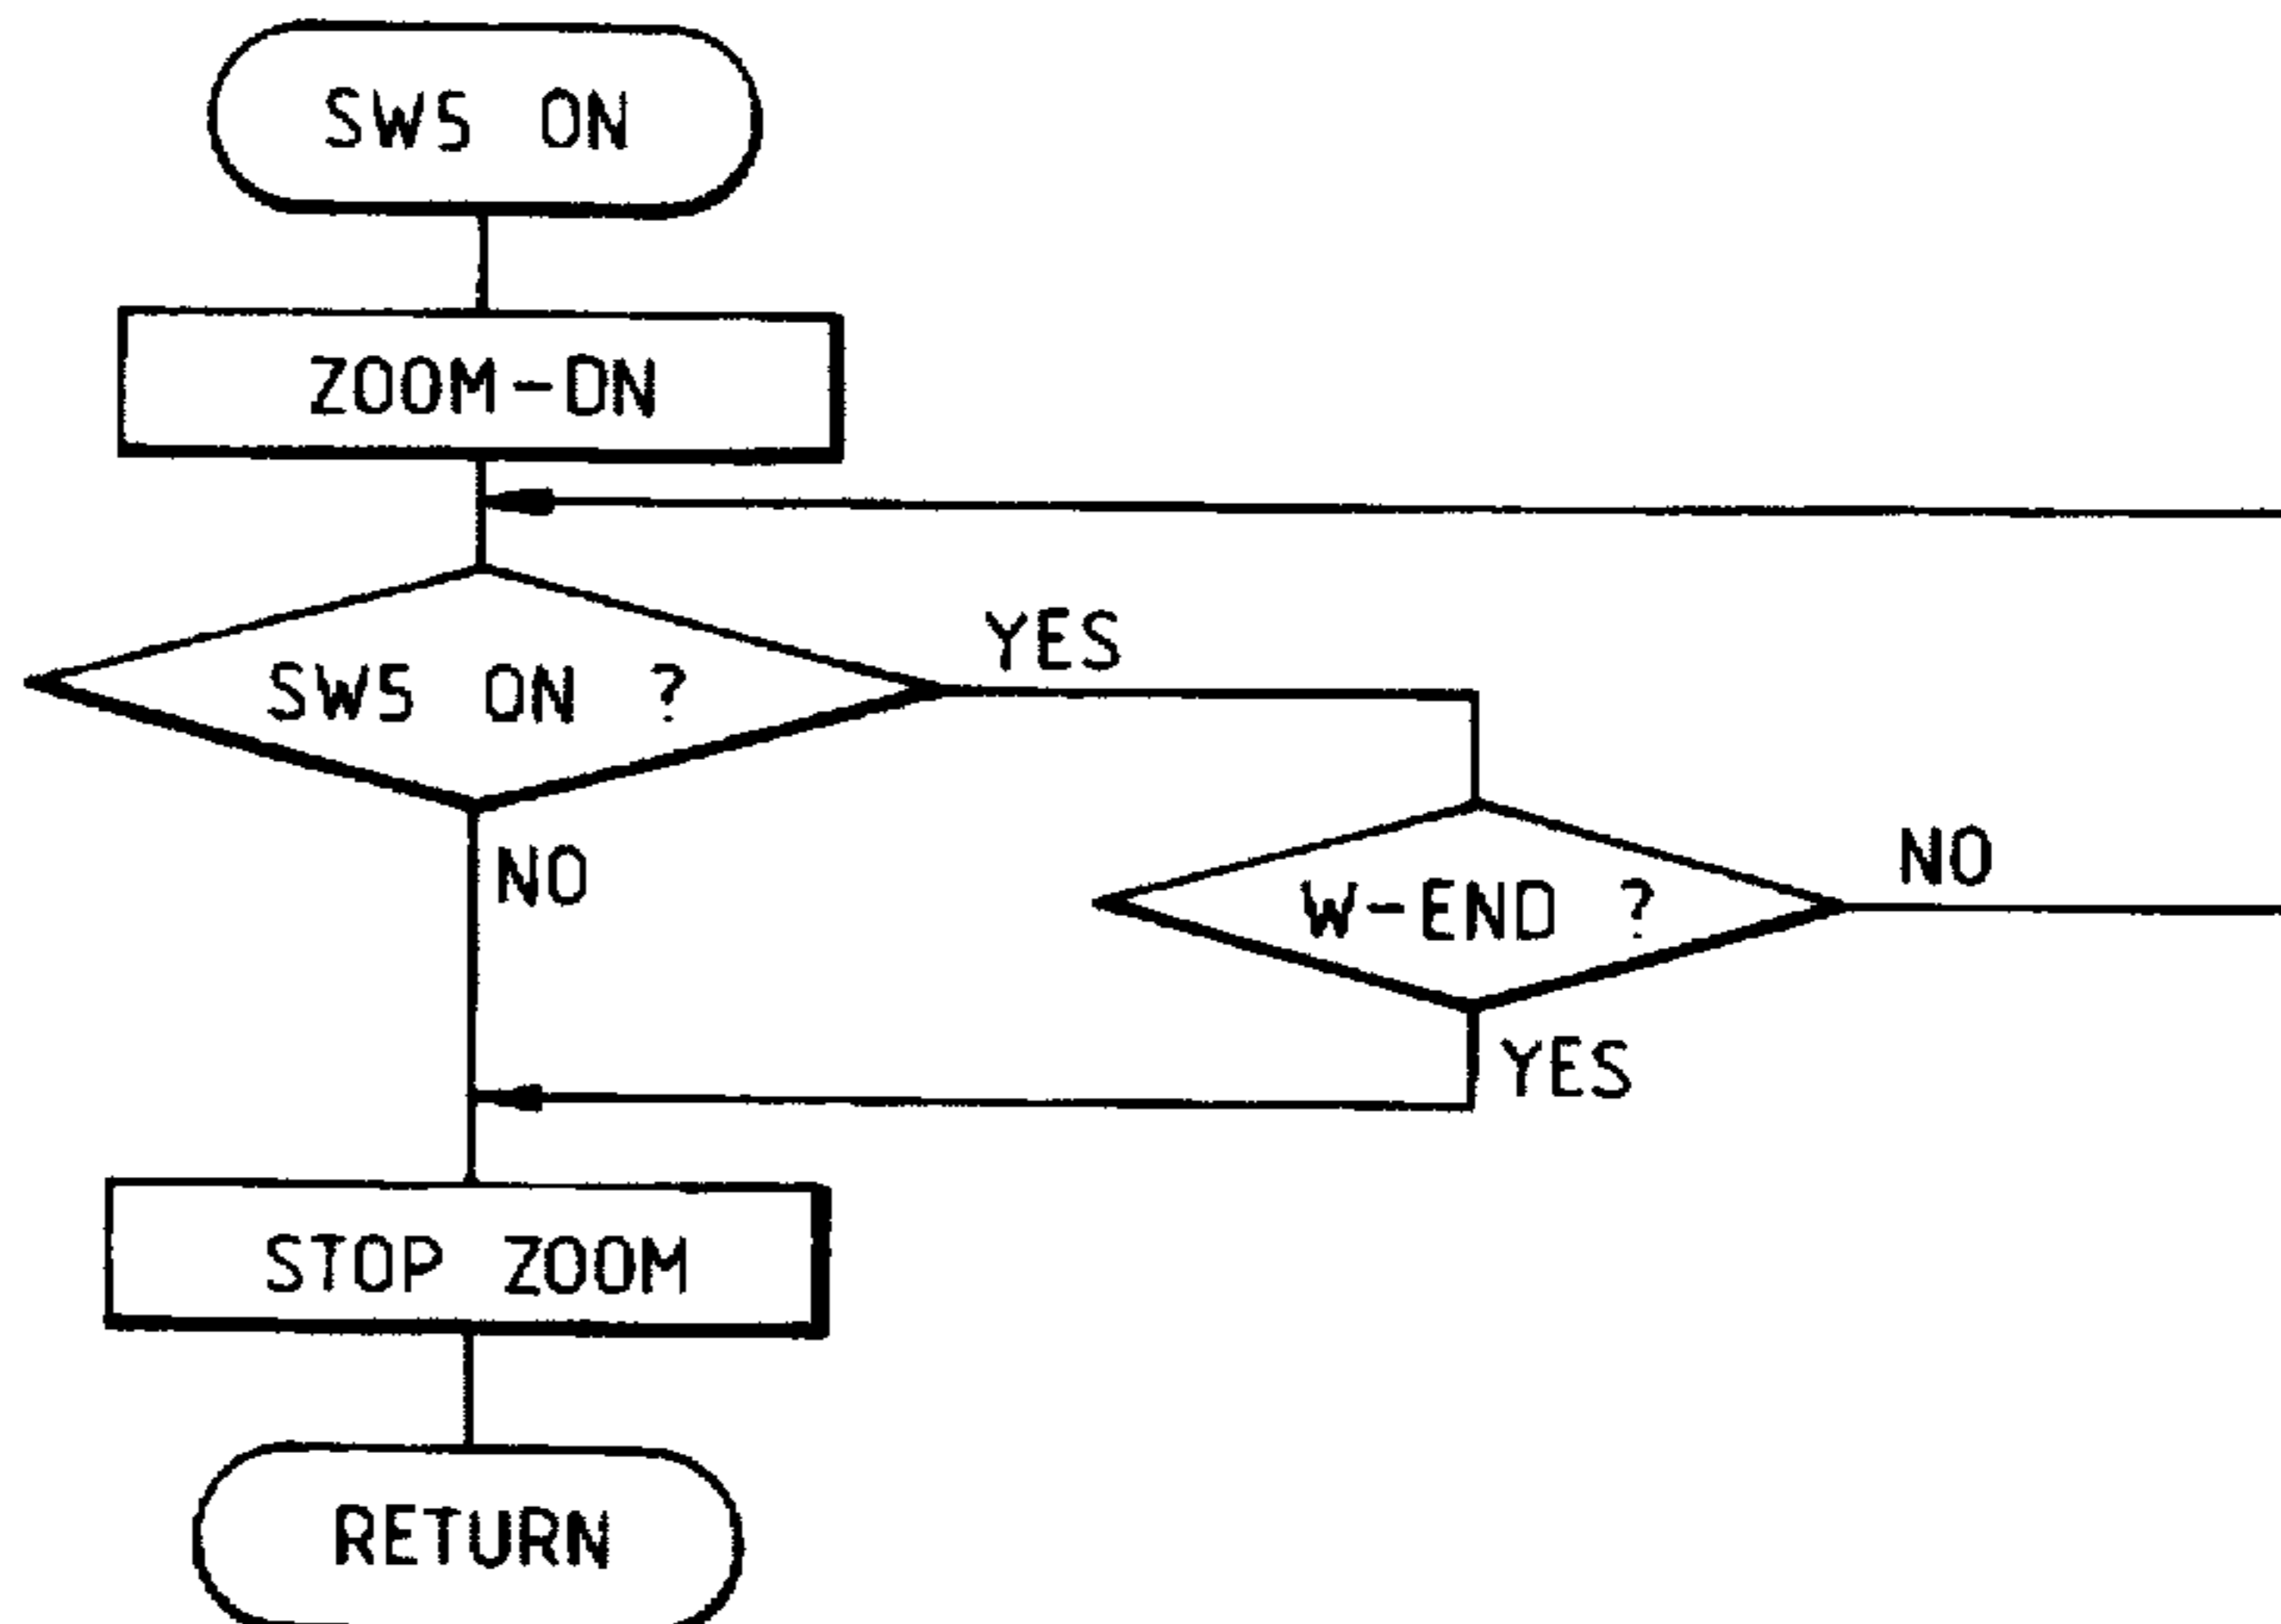 SW5 ON
ZOOM-DN
SW5 ON ?
YES
NO
W-END ?
NO
YES
STOP ZOOM
RETURN